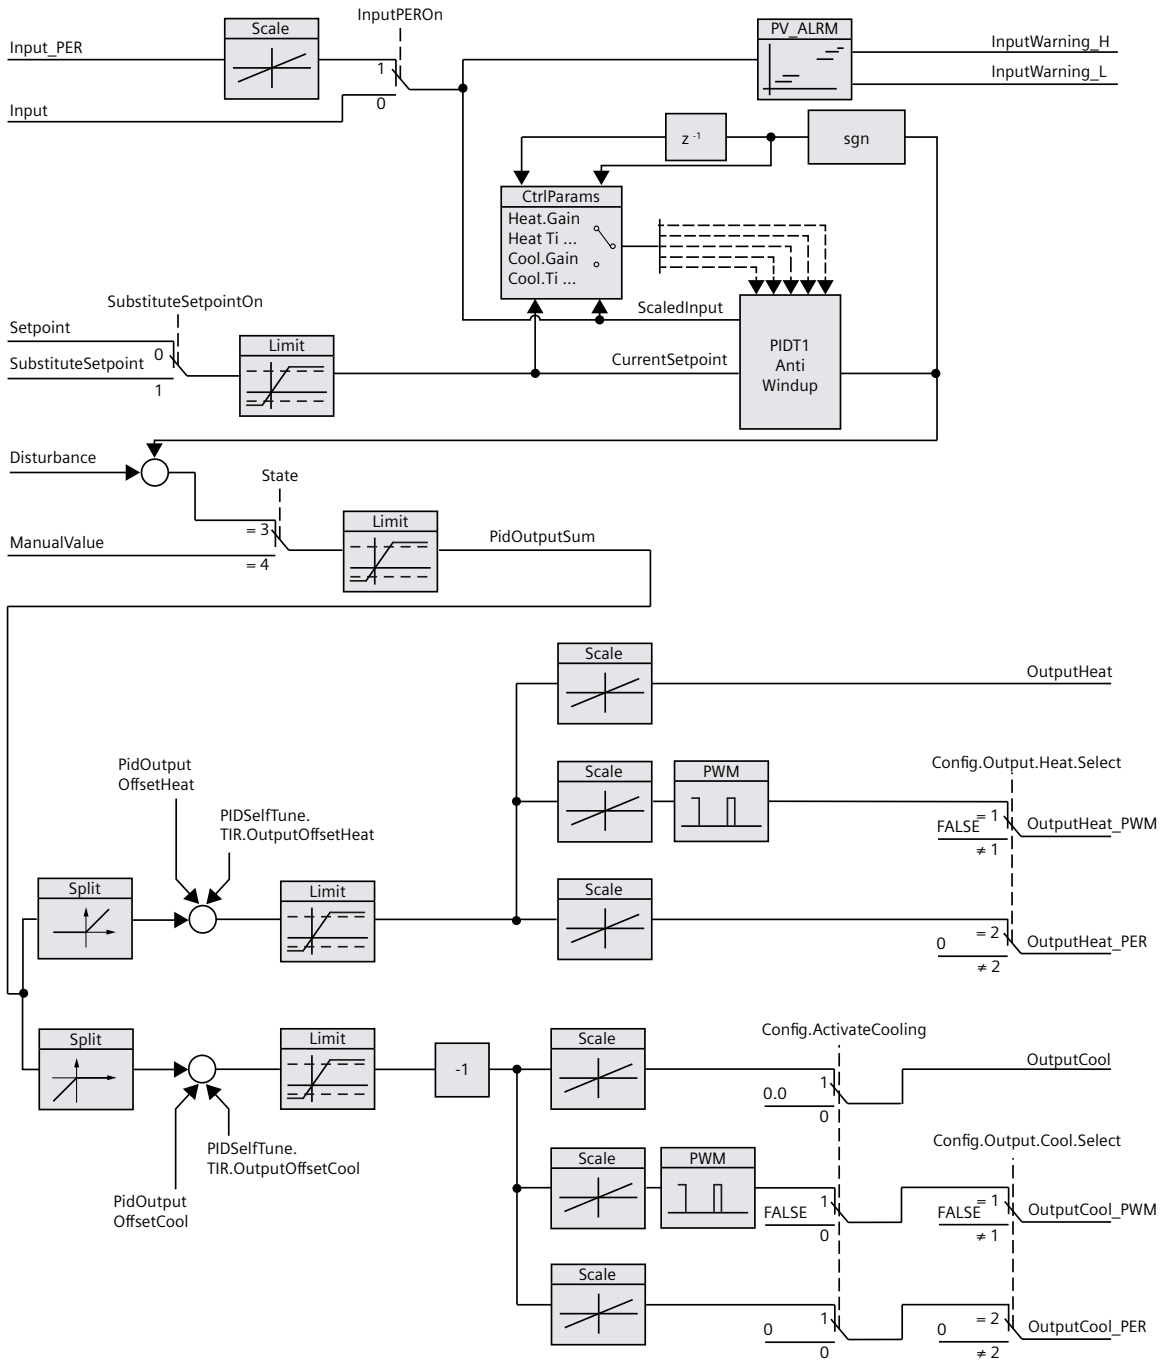 InputPEROn
Scale
PV_ALRM
Input_PER
InputWarning_H
1
InputWarning_L
0
Input
z -1
sgn
CtrlParams
Heat.Gain
Heat Ti ...
Cool.Gain
Cool.Ti ...
SubstituteSetpointOn
ScaledInput
Setpoint
0
SubstituteSetpoint
1
Limit
CurrentSetpoint
PIDT1
Anti
Windup
Disturbance
State
= 3
ManualValue
= 4
Limit
PidOutputSum
Scale
OutputHeat
PidOutput
OffsetHeat
Scale
PWM
Config.Output.Heat.Select
PIDSelfTune.
TIR.OutputOffsetHeat
= 1
FALSE
≠ 1
OutputHeat_PWM
Split
Limit
Scale
= 2
0
≠ 2
OutputHeat_PER
Split
Limit
-1
Scale
Config.ActivateCooling
OutputCool
1
0.0
0
PIDSelfTune.
TIR.OutputOffsetCool
PidOutput
OffsetCool
Scale
PWM
Config.Output.Cool.Select
1
FALSE
0
= 1
FALSE
≠ 1
OutputCool_PWM
Scale
1
0
0
= 2
0
≠ 2
OutputCool_PER